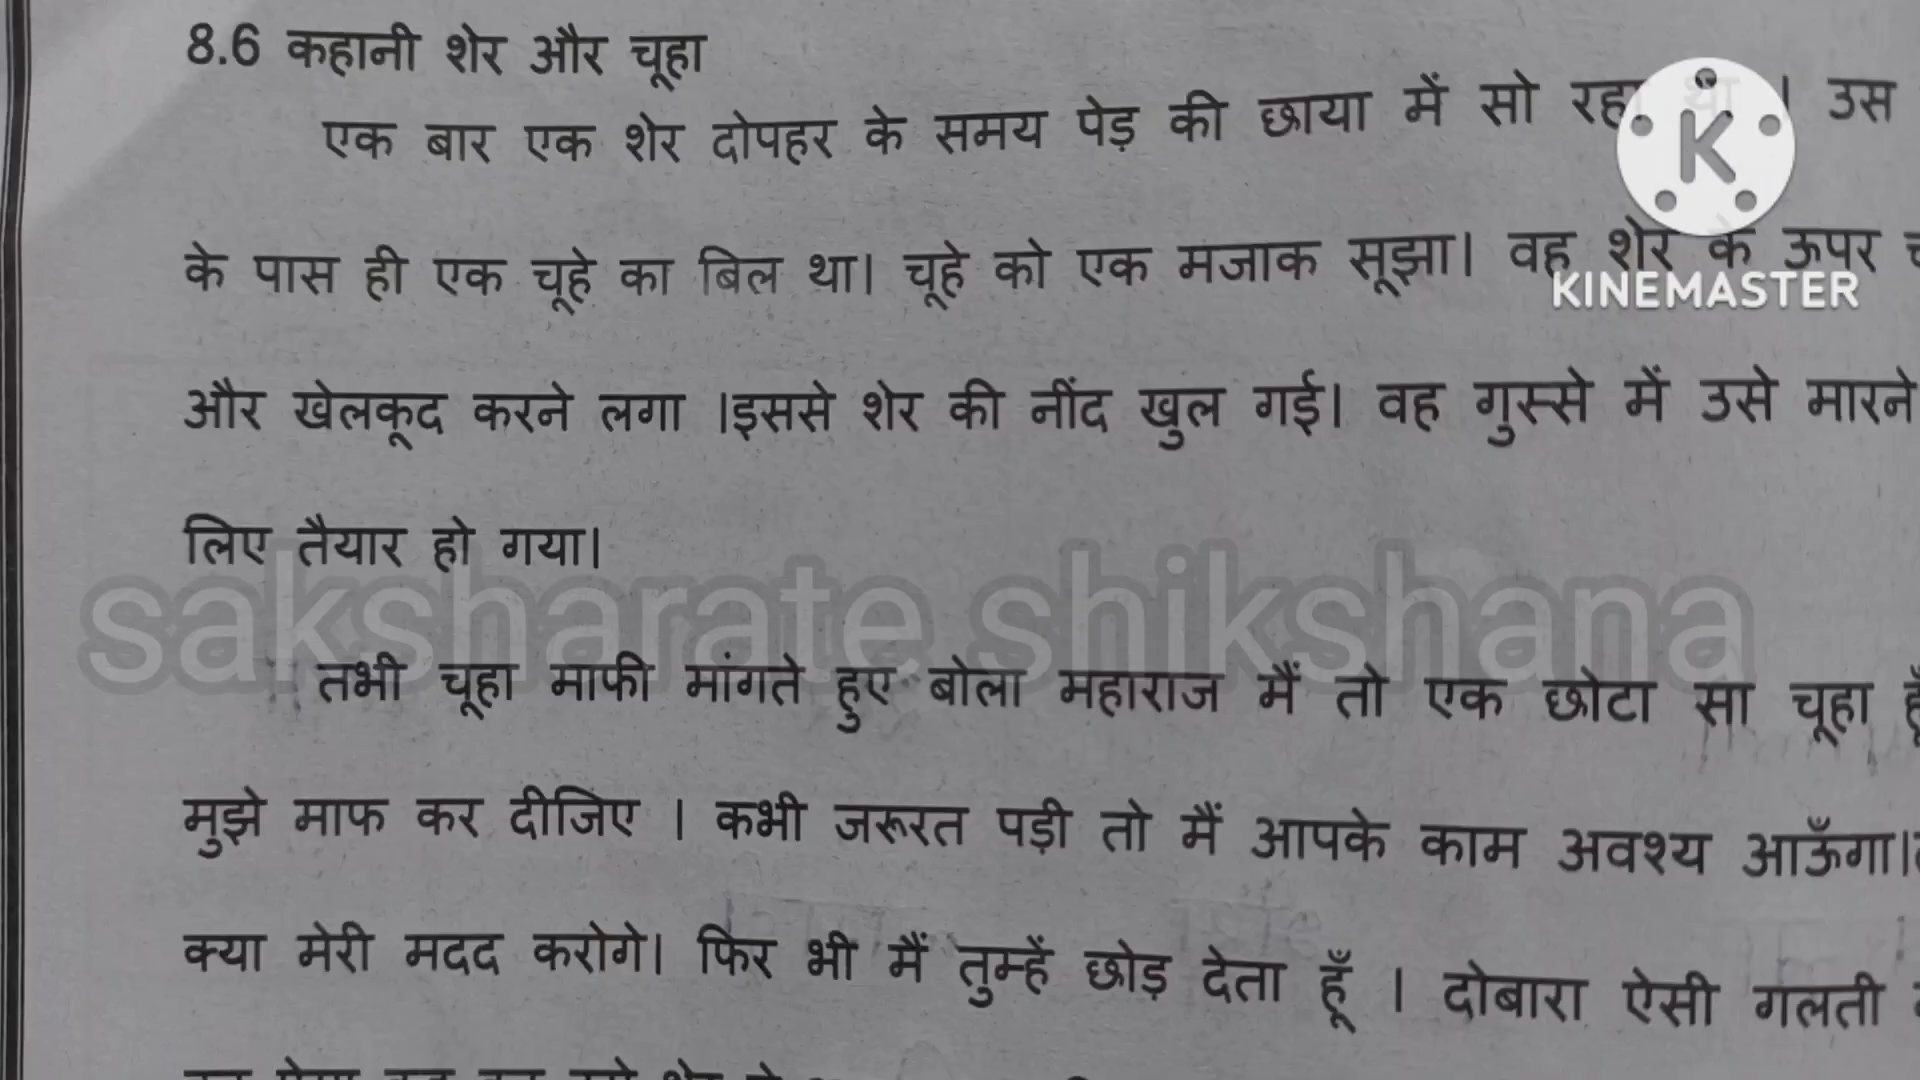 8.6 कहानी शेर और चूहा
एक बार एक शेर दोपहर के समय पेड़ की छाया में सो रहा था । उस
के पास ही एक चूहे का बिल था। चूहे को एक मजाक सूझा। वह शेर के ऊपर
KINEMASTER
और खेलकूद करने लगा ।इससे शेर की नींद खुल गई। वह गुस्से में उसे मारने
लिए तैयार हो गया।
saksharate shikshana
तभी चूहा माफी मांगते हुए बोला महाराज मैं तो एक छोटा सा चूहा हूँ
मुझे माफ कर दीजिए । कभी जरूरत पड़ी तो मैं आपके काम अवश्य आऊँगा।
क्या मेरी मदद करोगे। फिर भी मैं तुम्हें छोड़ देता हूँ । दोबारा ऐसी गलती